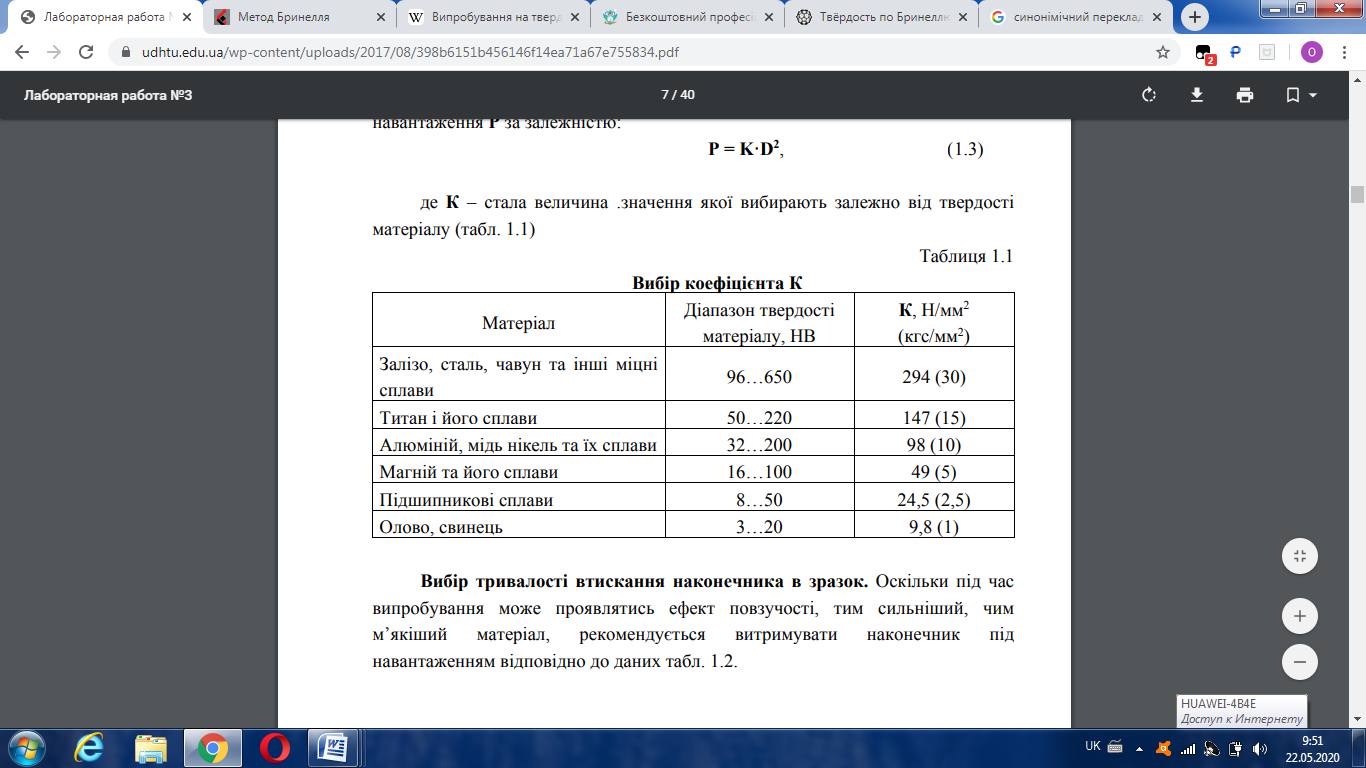 Лабораторная работа №
Метод Бринелля
Випробування на тверд
Безкоштовний професій
Твёрдость по Бринеллю
синонімічний переклад
udhtu.edu.ua/wp-content/uploads/2017/08/398b6151b456146f14ea71a67e755834.pdf
2
О
Лабораторная работа №3
7 / 40
навантаження Р за залежністю:
P = K·D², (1.3)
де К – стала величина .значення якої вибирають залежно від твердості
матеріалу (табл. 1.1)
Таблиця 1.1
Вибір коефіцієнта К
Матеріал
Діапазон твердості
матеріалу, НВ
К, Н/мм²
(кгс/мм²)
Залізо, сталь, чавун та інші міцні
сплави
96…650
294 (30)
Титан і його сплави
50…220
147 (15)
Алюміній, мідь нікель та їх сплави
32…200
98 (10)
Магній та його сплави
16…100
49 (5)
Підшипникові сплави
8…50
24,5 (2,5)
Олово, свинець
3…20
9,8 (1)
Вибір тривалості втискання наконечника в зразок. Оскільки під час
випробування може проявлятись ефект повзучості, тим сильніший, чим
м’якіший матеріал, рекомендується витримувати наконечник під
навантаженням відповідно до даних табл. 1.2.
HUAWEI-4B4E
Доступ к Интернету
UK
9:51
22.05.2020